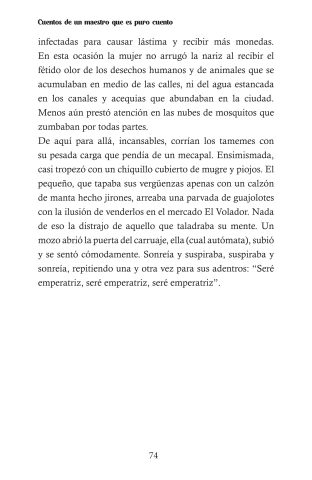 Cuentos de un maestro que es puro cuento
infectadas para causar lástima y recibir más monedas.
En esta ocasión la mujer no arrugó la nariz al recibir el
fétido olor de los desechos humanos y de animales que se
acumulaban en medio de las calles, ni del agua estancada
en los canales y acequias que abundaban en la ciudad.
Menos aún prestó atención en las nubes de mosquitos que
zumbaban por todas partes.
De aquí para allá, incansables, corrían los tamemes con
su pesada carga que pendía de un mecapal. Ensimismada,
casi tropezó con un chiquillo cubierto de mugre y piojos. El
pequeño, que tapaba sus vergüenzas apenas con un calzón
de manta hecho jirones, arreaba una parvada de guajolotes
con la ilusión de venderlos en el mercado El Volador. Nada
de eso la distrajo de aquello que taladraba su mente. Un
mozo abrió la puerta del carruaje, ella (cual autómata), subió
y se sentó cómodamente. Sonreía y suspiraba, suspiraba y
sonreía, repitiendo una y otra vez para sus adentros: “Seré
emperatriz, seré emperatriz, seré emperatriz”.
74